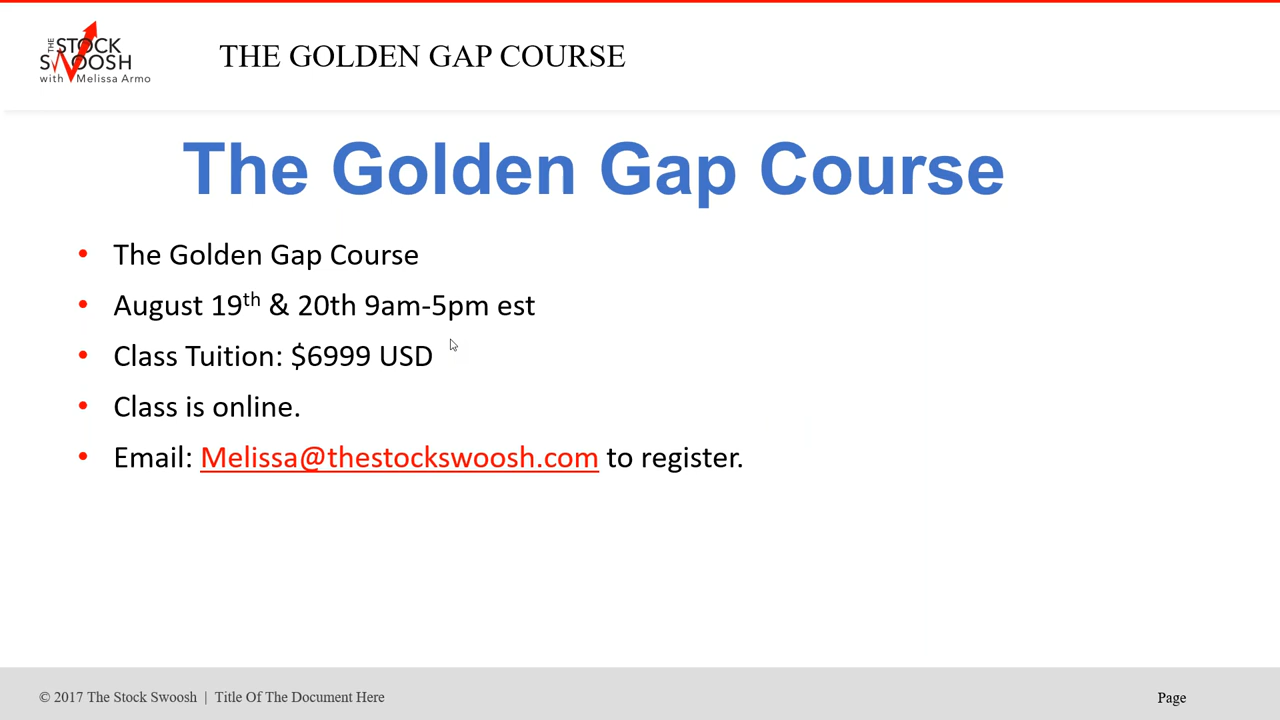 THE
STOCK
SWOOSH
with Melissa Armo
THE GOLDEN GAP COURSE
The Golden Gap Course
• The Golden Gap Course
• August 19th & 20th 9am-5pm est
• Class Tuition: $6999 USD
• Class is online.
• Email: Melissa@thestockswoosh.com to register.
© 2017 The Stock Swoosh | Title Of The Document Here
Page